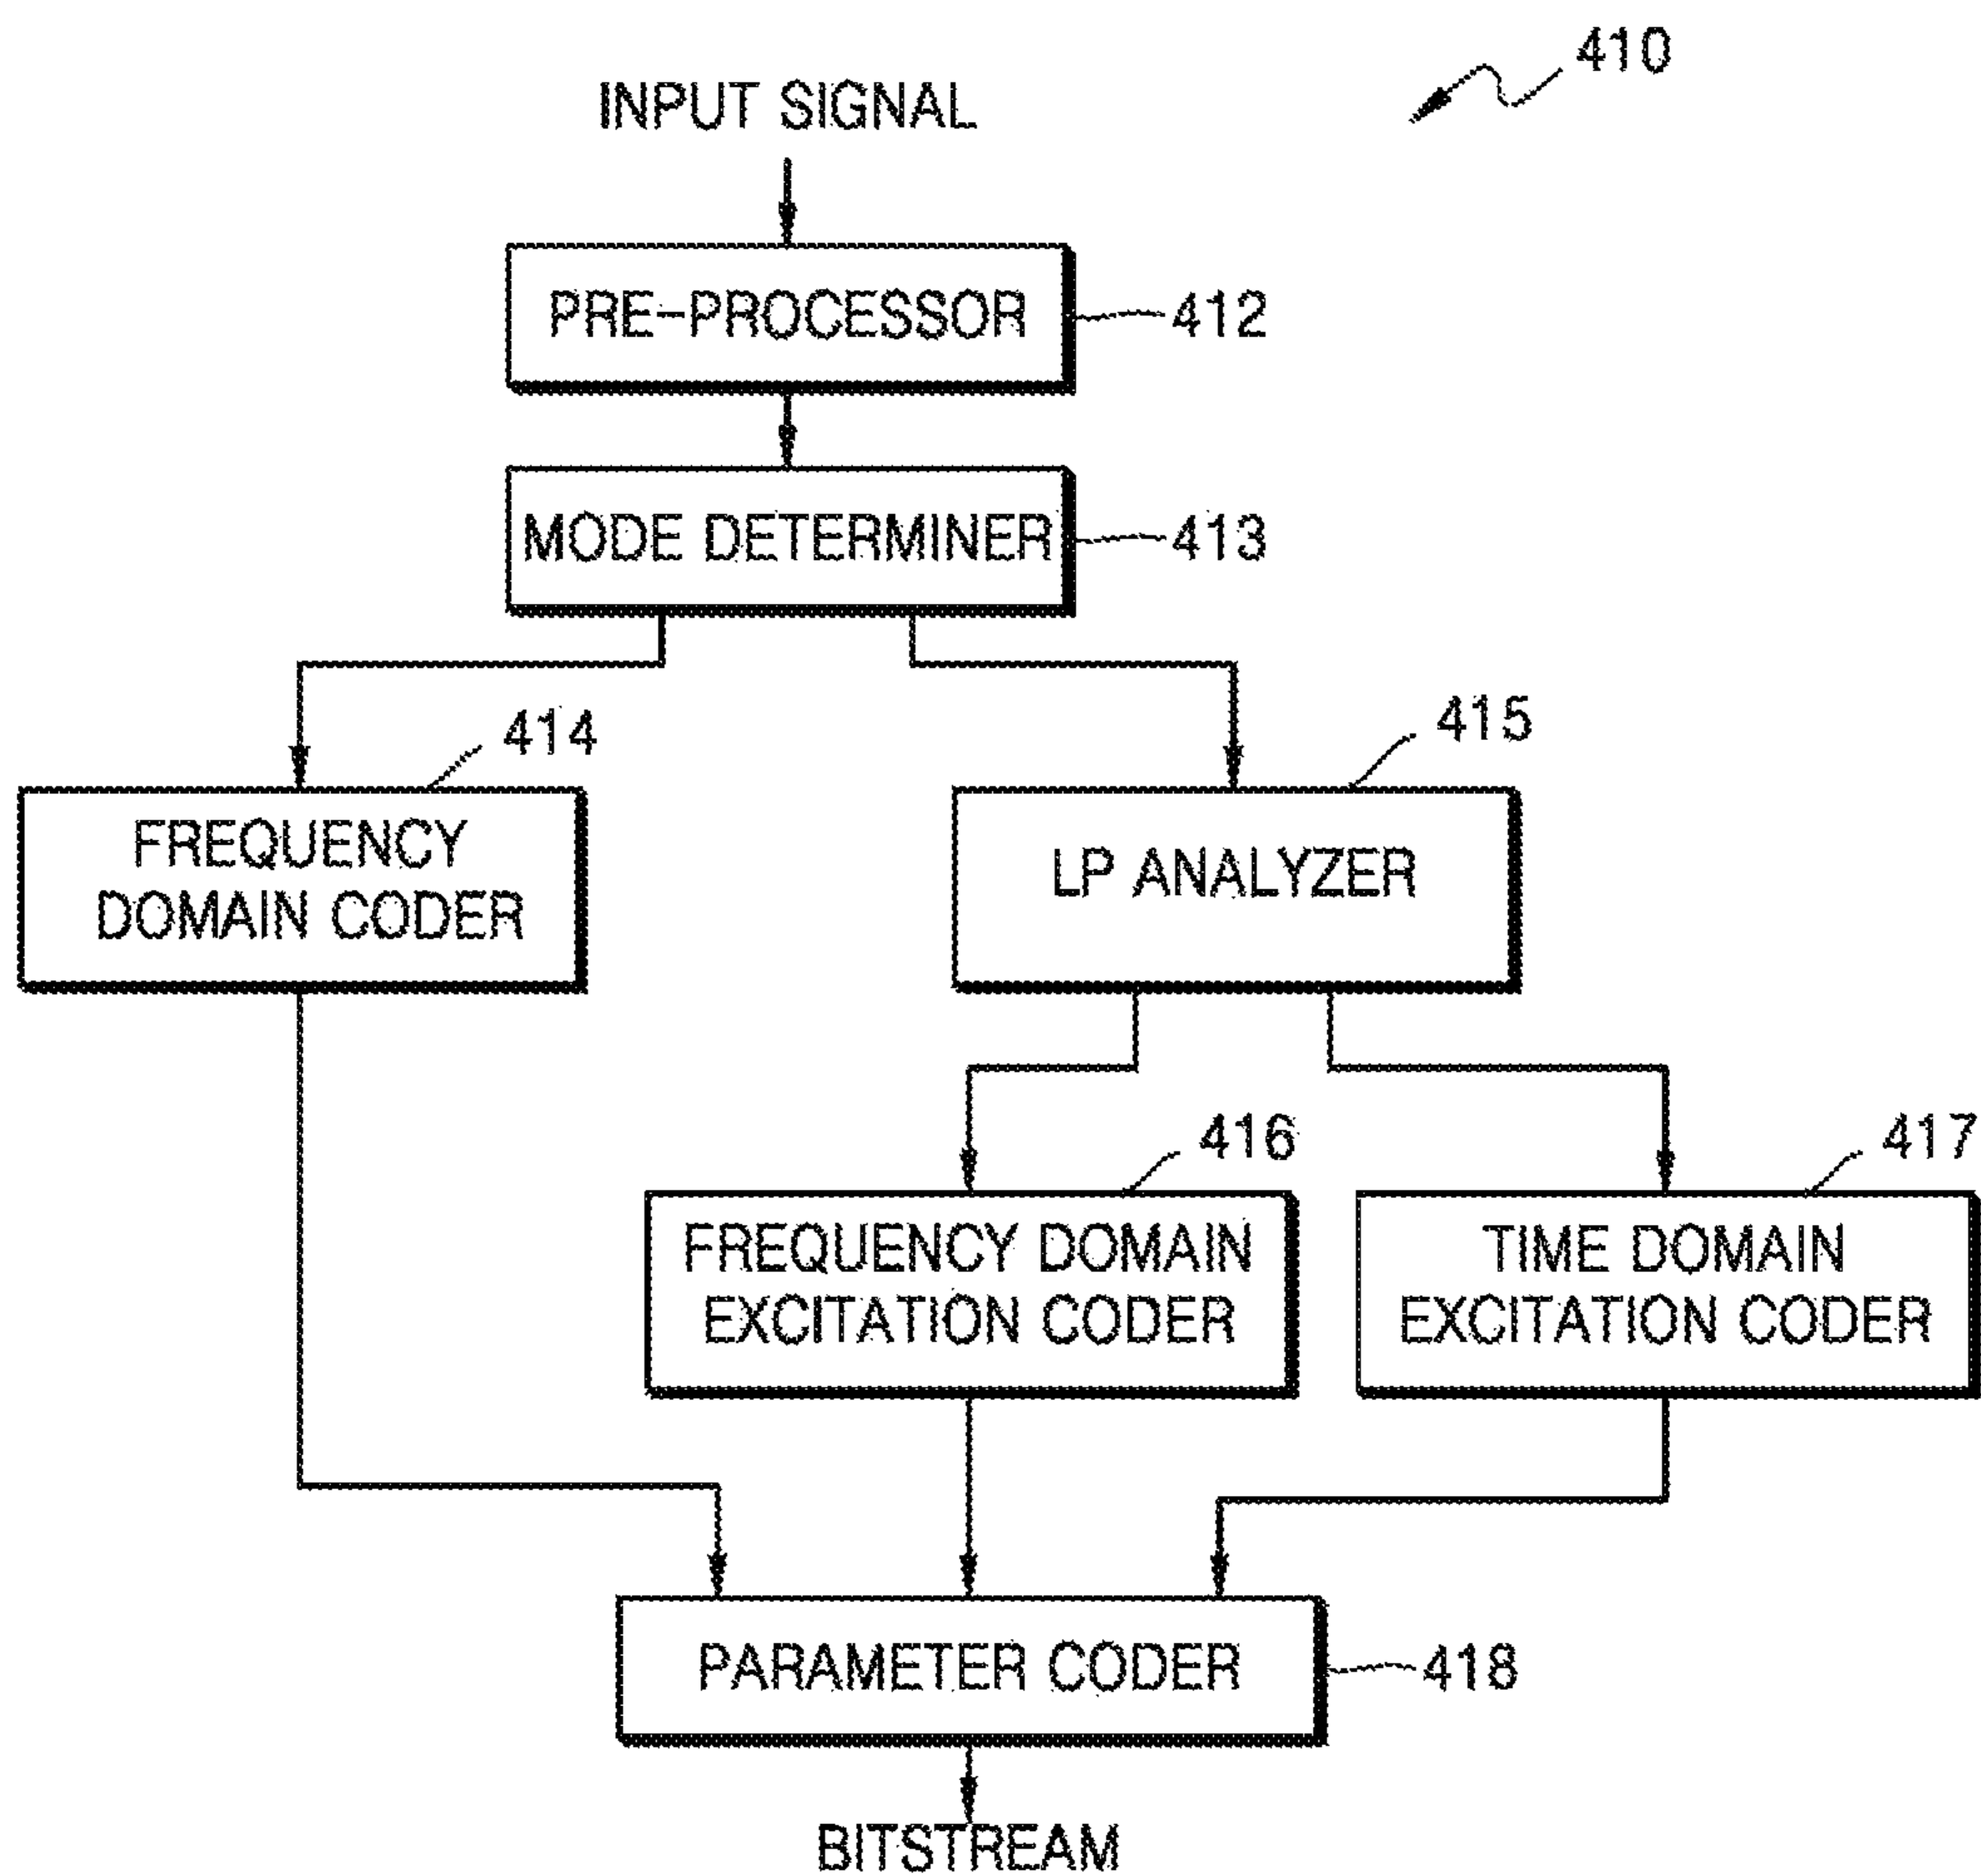 410
INPUT SIGNAL
PRE-PROCESSOR
412
MODE DETERMINER
413
414
415
FREQUENCY
DOMAIN CODER
LP ANALYZER
416
417
FREQUENCY DOMAIN
EXCITATION CODER
TIME DOMAIN
EXCITATION CODER
PARAMETER CODER
418
BITSTREAM